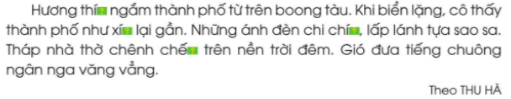 Hương thí ngắm thành phố từ trên boong tàu. Khi biển lặng, cô thấy
thành phố như xí lại gần. Những ánh đèn chi chí, lấp lánh tựa sao sa.
Tháp nhà thờ chênh chế trên nền trời đêm. Gió đưa tiếng chuông
ngân nga văng vẳng.
Theo THU HÀ